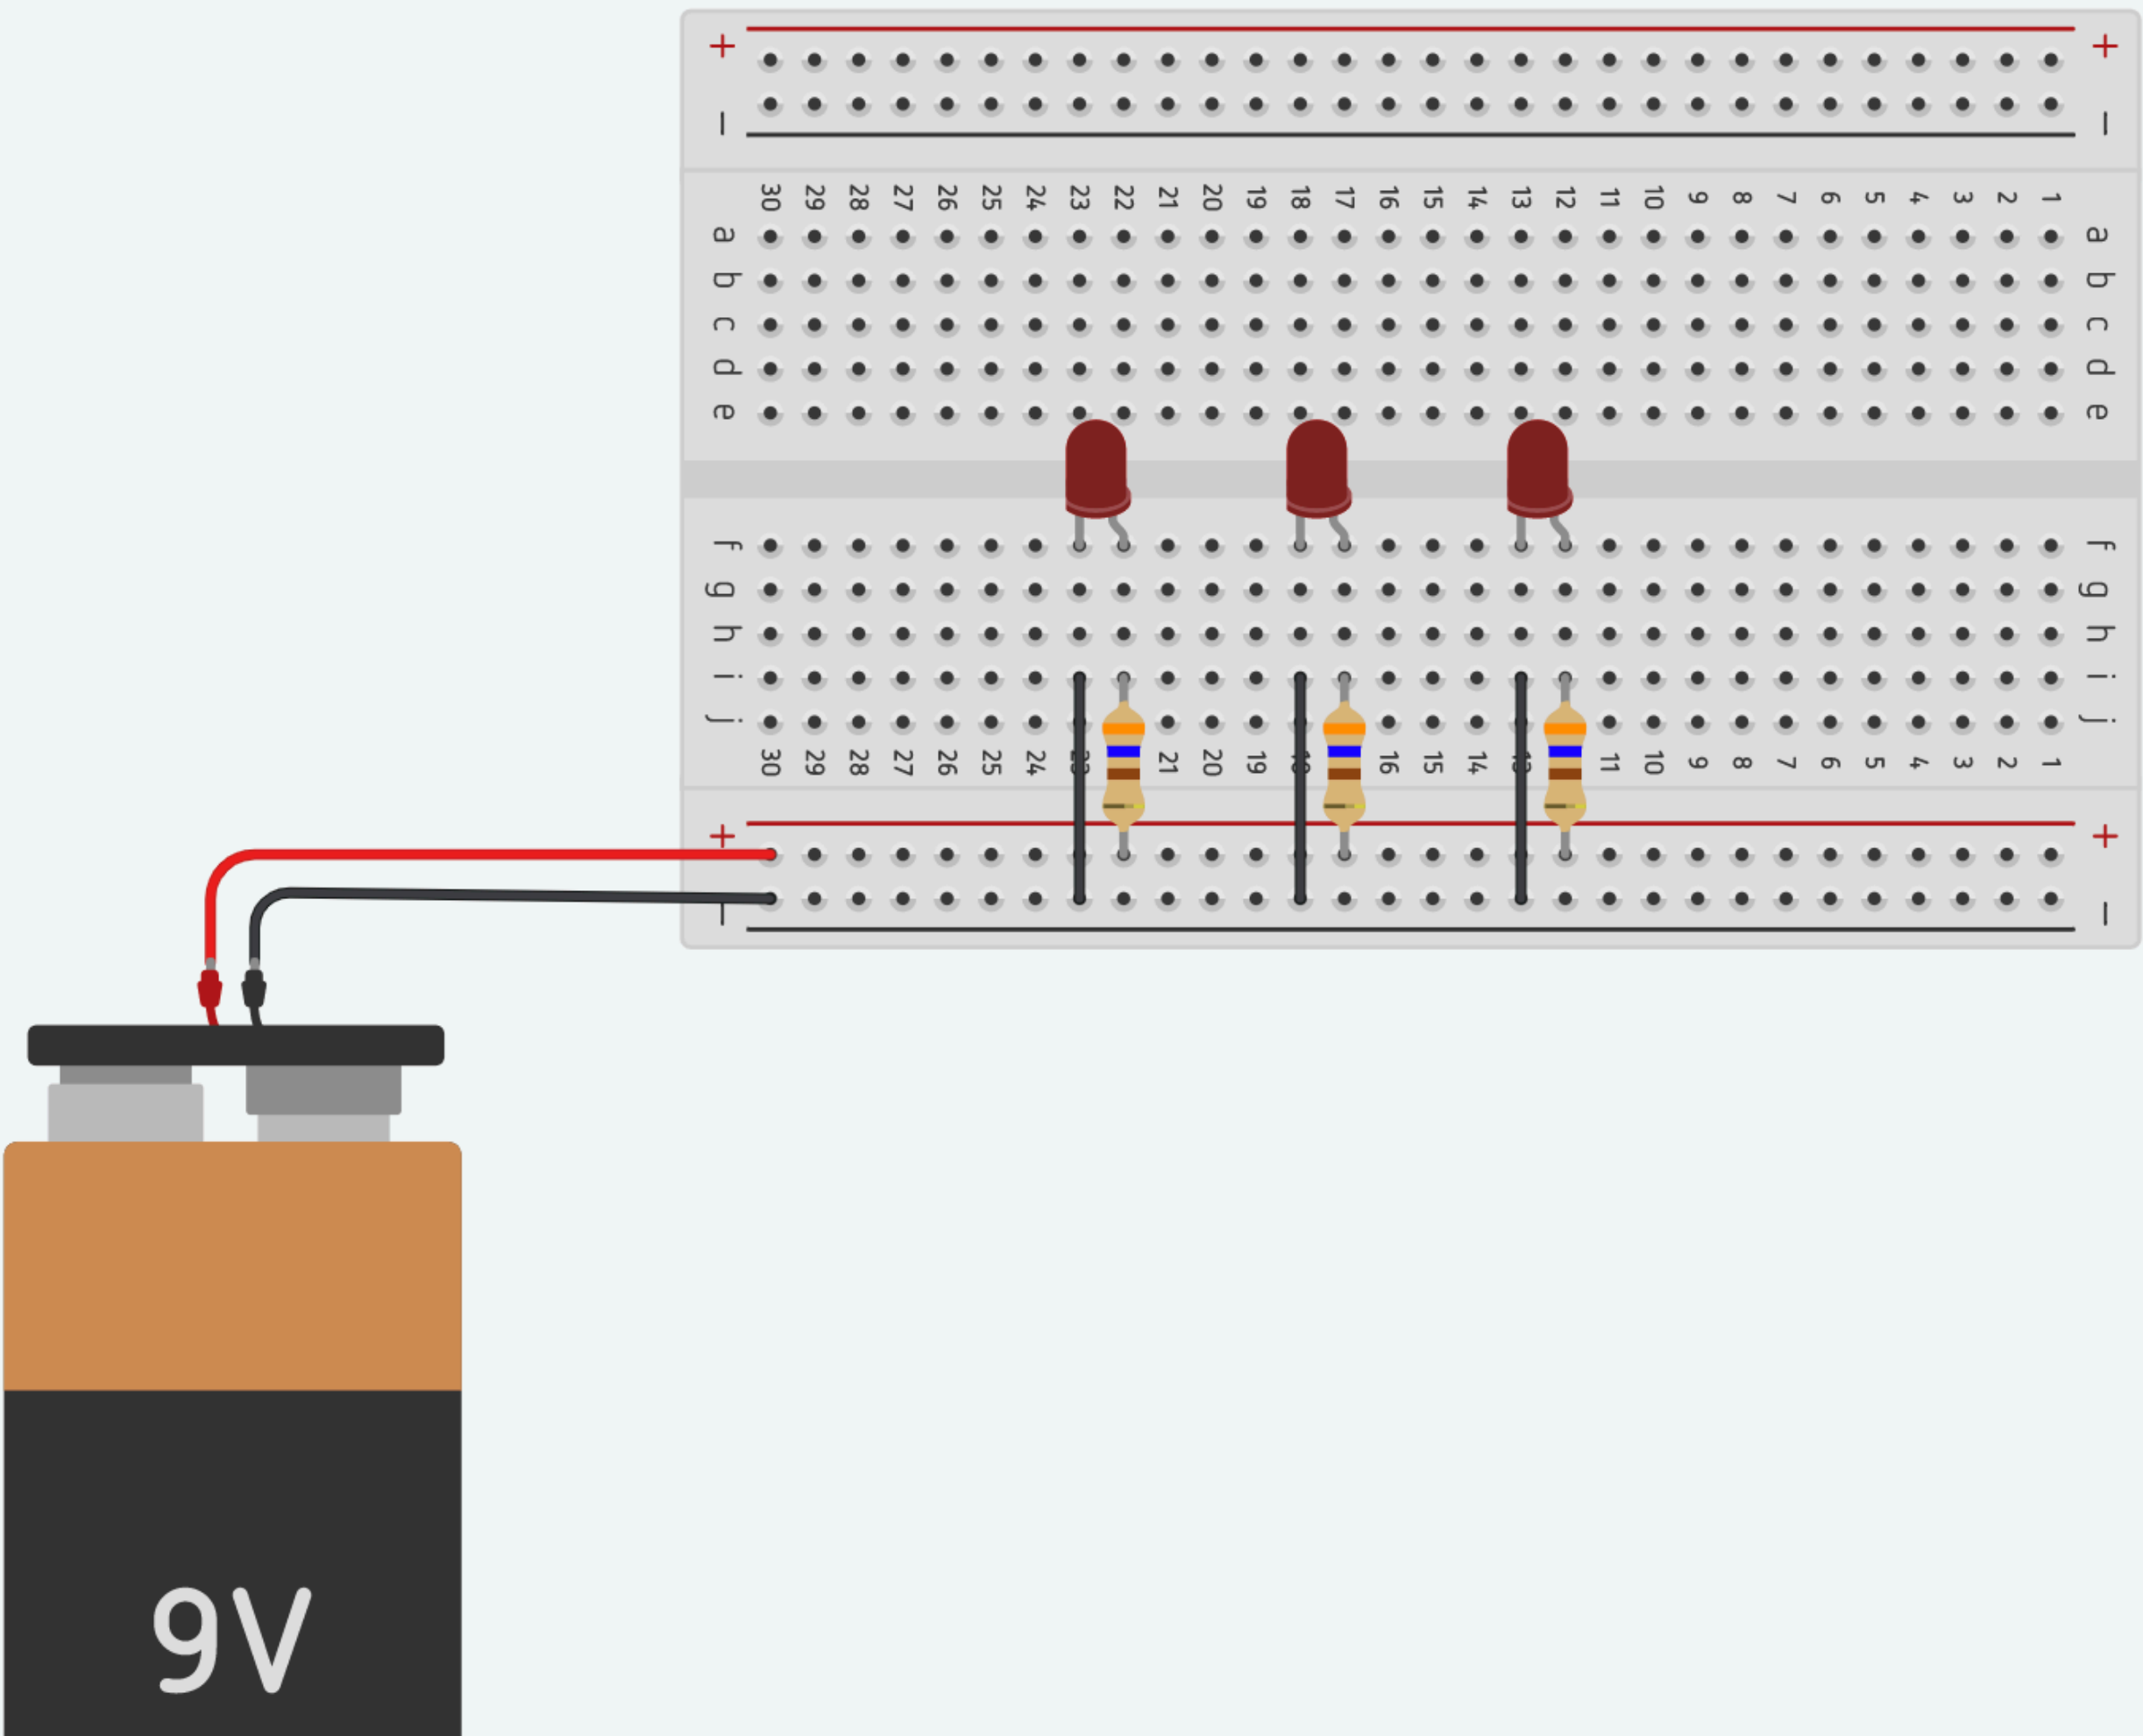 + +
– –
30 29 28 27 26 25 24 23 22 21 20 19 18 17 16 15 14 13 12 11 10 9 8 7 6 5 4 3 2 1
a a
b b
c c
d d
e e
f f
g g
h h
i i
j j
30 29 28 27 26 25 24 21 20 19 16 15 14 11 10 9 8 7 6 5 4 3 2 1
+ +
– –
9V